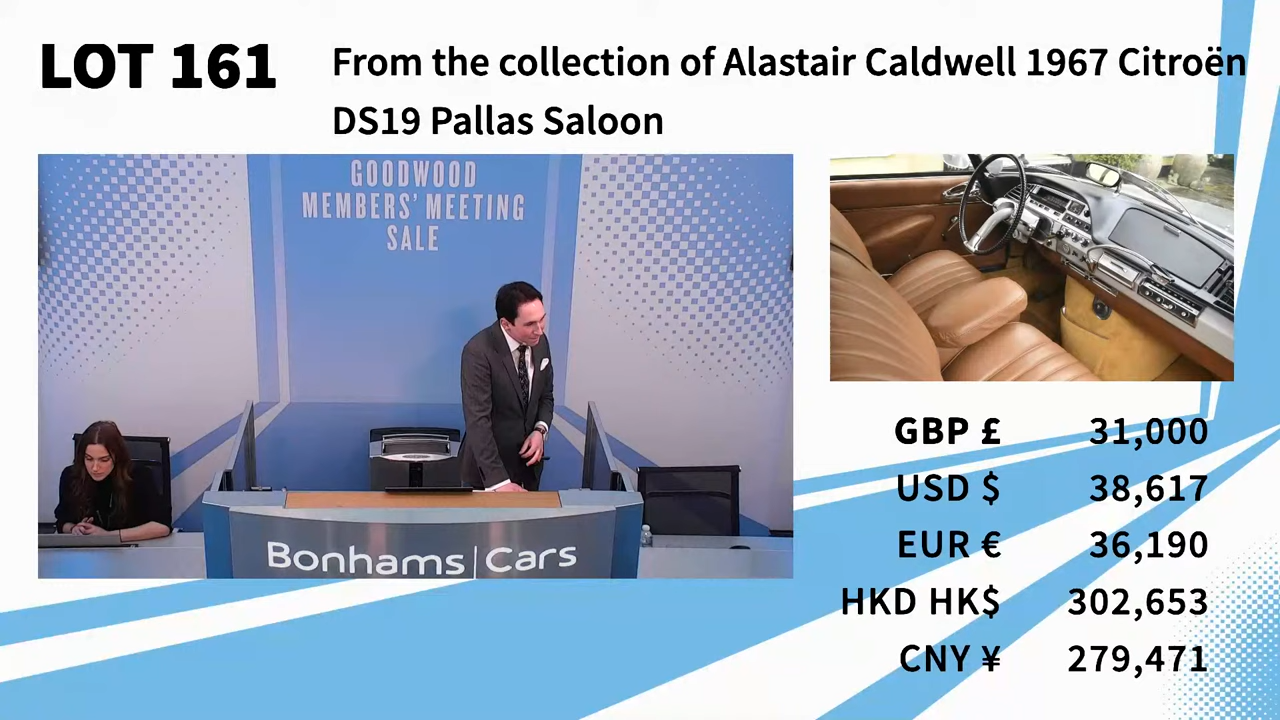 LOT 161
From the collection of Alastair Caldwell 1967 Citroën
DS19 Pallas Saloon
GOODWOOD
MEMBERS' MEETING
SALE
Bonhams|Cars
GBP £ 31,000
USD $ 38,617
EUR € 36,190
HKD HK$ 302,653
CNY ¥ 279,471